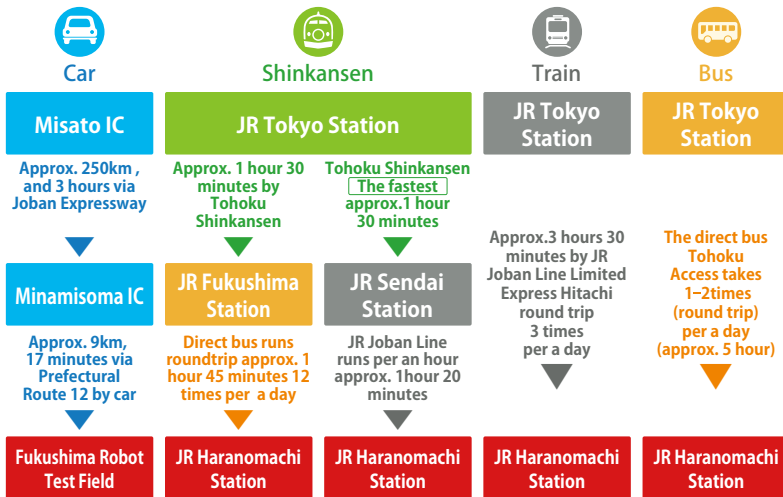 Car
Shinkansen
Train
Bus
Misato IC
JR Tokyo Station
JR Tokyo
Station
JR Tokyo
Station
Approx. 250km ,
and 3 hours via
Joban Expressway
Approx. 1 hour 30
minutes by
Tohoku
Shinkansen
Tohoku Shinkansen
The fastest
approx.1 hour
30 minutes
Approx.3 hours 30
minutes by JR
Joban Line Limited
Express Hitachi
round trip
3 times
per a day
The direct bus
Tohoku
Access takes
1–2times
(round trip)
per a day
(approx. 5 hour)
Minamisoma IC
JR Fukushima
Station
JR Sendai
Station
Approx. 9km,
17 minutes via
Prefectural
Route 12 by car
Direct bus runs
roundtrip approx. 1
hour 45 minutes 12
times per a day
JR Joban Line
runs per an hour
approx. 1hour 20
minutes
Fukushima Robot
Test Field
JR Haranomachi
Station
JR Haranomachi
Station
JR Haranomachi
Station
JR Haranomachi
Station